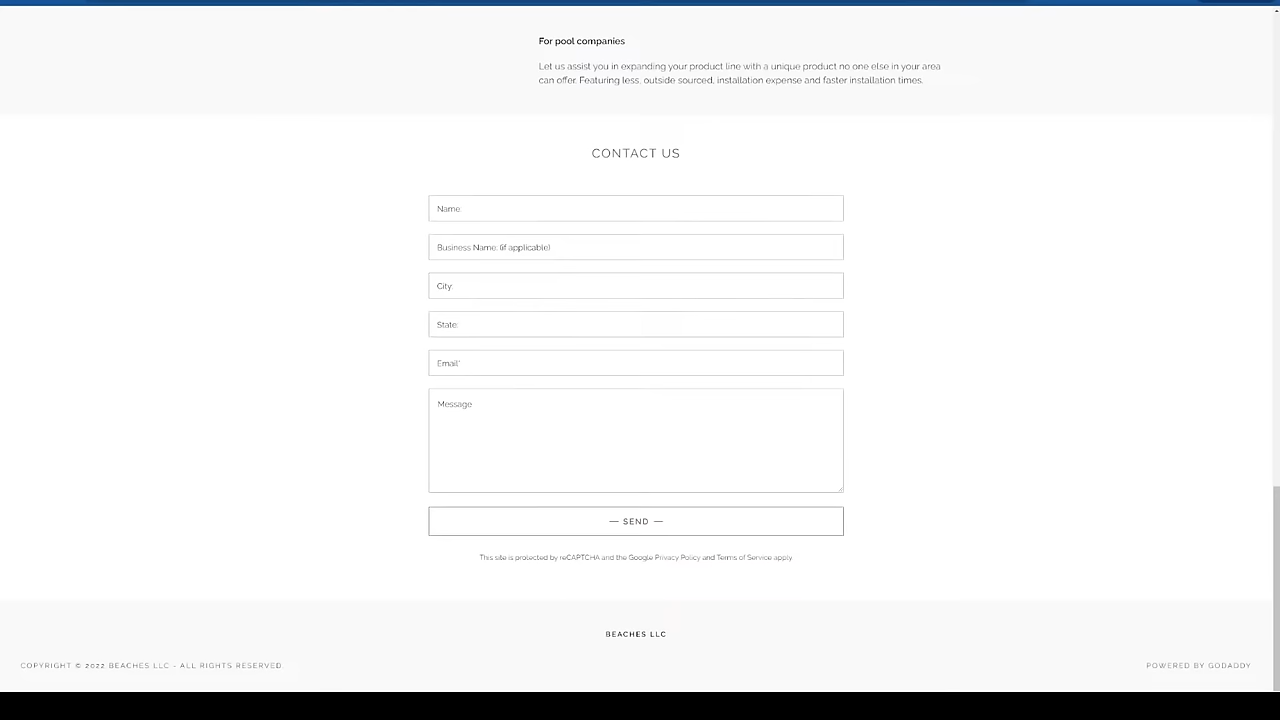 For pool companies
Let us assist you in expanding your product line with a unique product no one else in your area
can offer. Featuring less, outside sourced, installation expense and faster installation times.
CONTACT US
Name:
Business Name: (if applicable)
City:
State:
Email*
Message
— SEND —
This site is protected by reCAPTCHA and the Google Privacy Policy and Terms of Service apply.
BEACHES LLC
COPYRIGHT © 2022 BEACHES LLC - ALL RIGHTS RESERVED.
POWERED BY GODADDY